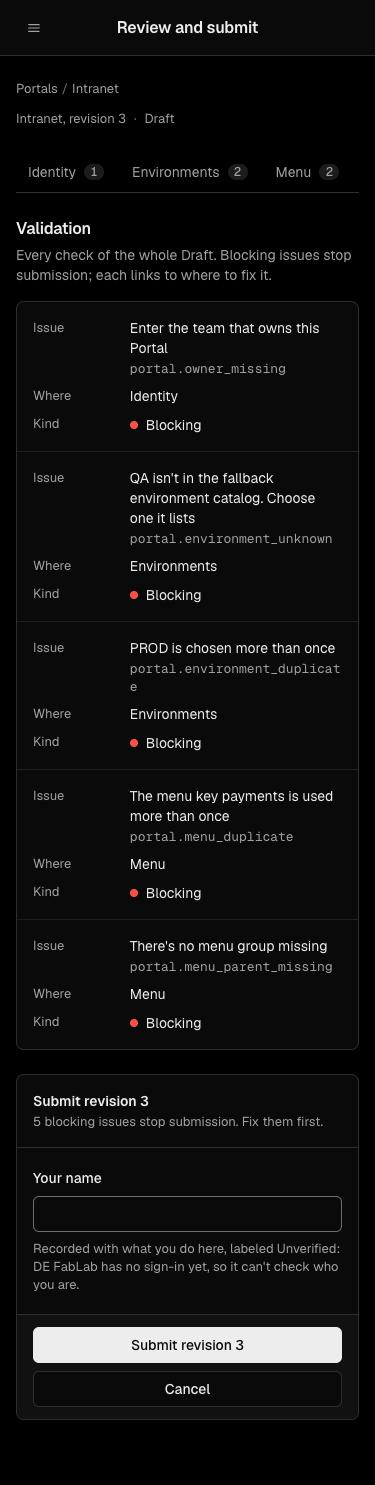 Review and submit
Portals / Intranet
Intranet, revision 3 · Draft
Identity 1 Environments 2 Menu 2
Validation
Every check of the whole Draft. Blocking issues stop
submission; each links to where to fix it.
Issue Enter the team that owns this
Portal
portal.owner_missing
Where Identity
Kind Blocking
Issue QA isn't in the fallback
environment catalog. Choose
one it lists
portal.environment_unknown
Where Environments
Kind Blocking
Issue PROD is chosen more than once
portal.environment_duplicat
e
Where Environments
Kind Blocking
Issue The menu key payments is used
more than once
portal.menu_duplicate
Where Menu
Kind Blocking
Issue There's no menu group missing
portal.menu_parent_missing
Where Menu
Kind Blocking
Submit revision 3
5 blocking issues stop submission. Fix them first.
Your name
Recorded with what you do here, labeled Unverified:
DE FabLab has no sign-in yet, so it can't check who
you are.
Submit revision 3
Cancel